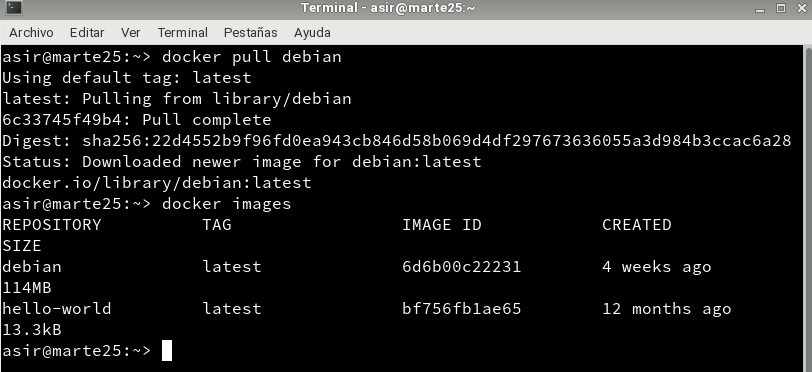 Terminal - asir@marte25:~
Archivo Editar Ver Terminal Pestañas Ayuda
asir@marte25:~> docker pull debian
Using default tag: latest
latest: Pulling from library/debian
6c33745f49b4: Pull complete
Digest: sha256:22d4552b9f96fd0ea943cb846d58b069d4df297673636055a3d984b3ccac6a28
Status: Downloaded newer image for debian:latest
docker.io/library/debian:latest
asir@marte25:~> docker images
REPOSITORY TAG IMAGE ID CREATED
SIZE
debian latest 6d6b00c22231 4 weeks ago
114MB
hello-world latest bf756fb1ae65 12 months ago
13.3kB
asir@marte25:~>